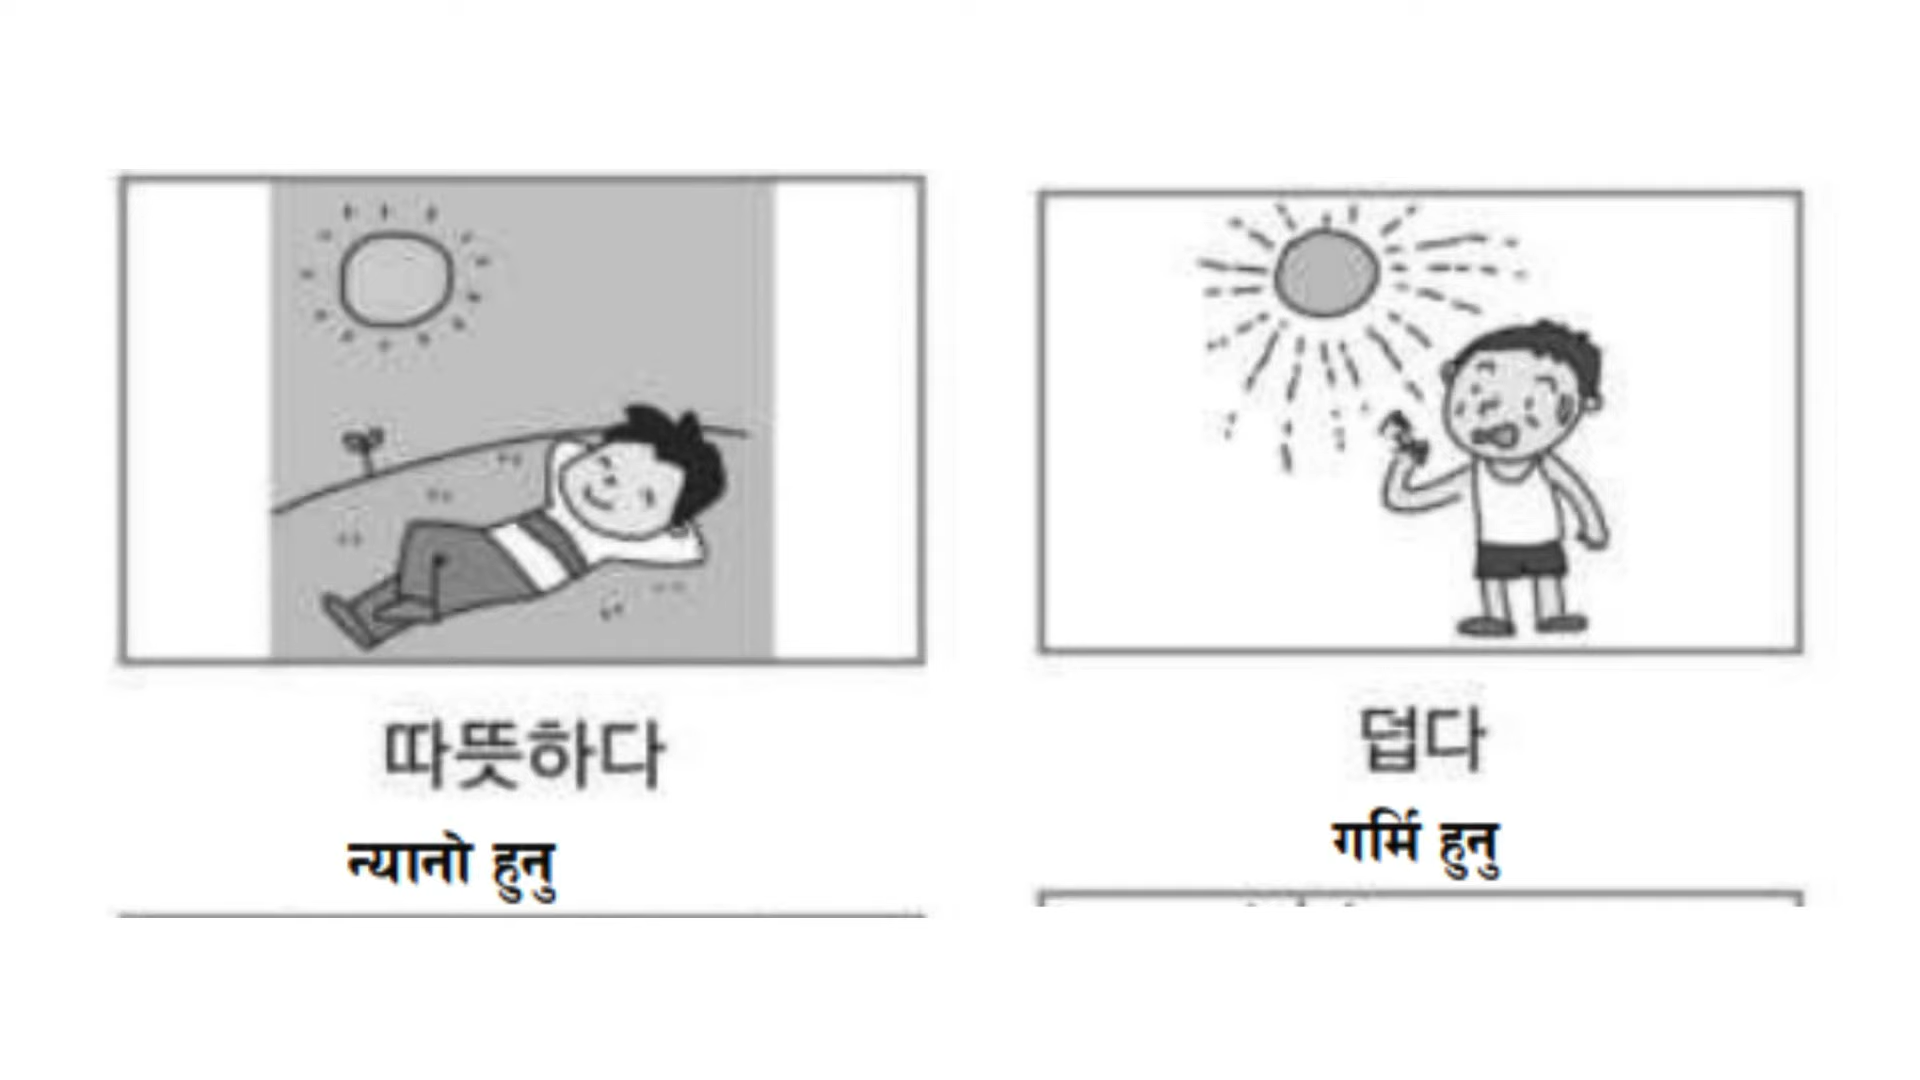 따뜻하다
न्यानो हुनु
덥다
गर्मि हुनु